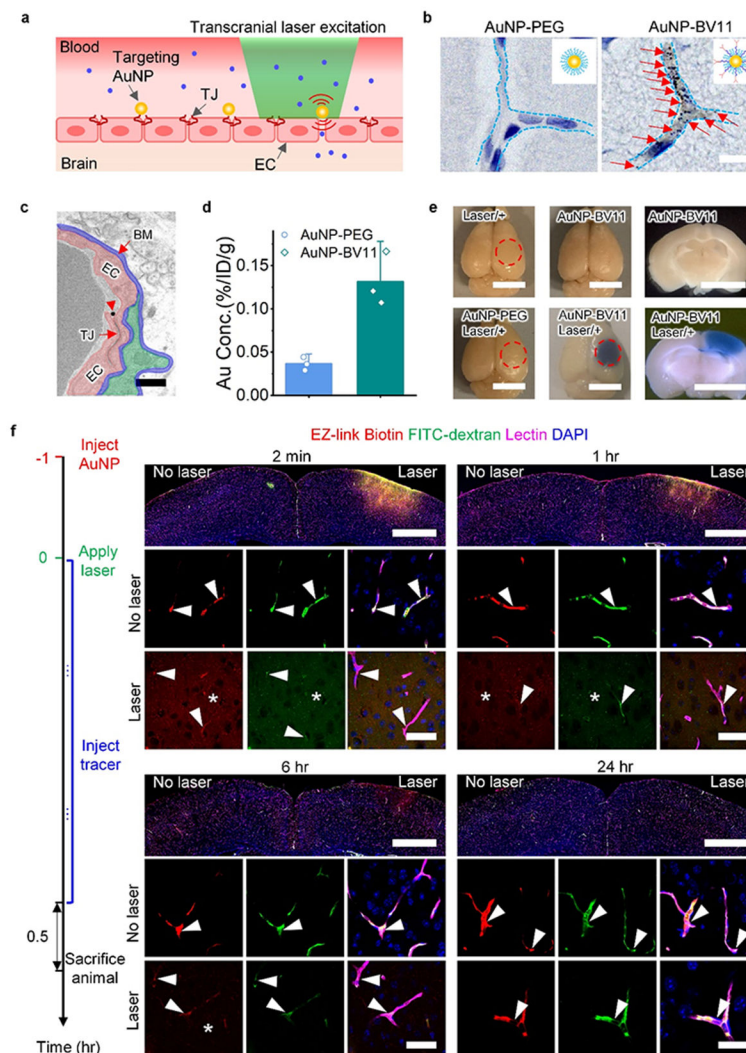 a
Transcranial laser excitation
Blood
Targeting
AuNP
TJ
EC
Brain
b
AuNP-PEG
AuNP-BV11
c
BM
EC
TJ
EC
d
Au Conc.(%/ID/g)
0.15
0.10
0.05
0.00
AuNP-PEG
AuNP-BV11
e
Laser/+
AuNP-BV11
AuNP-BV11
AuNP-PEG
Laser/+
AuNP-BV11
Laser/+
AuNP-BV11
Laser/+
f
EZ-link Biotin FITC-dextran Lectin DAPI
-1
Inject
AuNP
0
Apply
laser
Inject
tracer
0.5
Sacrifice
animal
Time (hr)
2 min
No laser
Laser
No laser
Laser
*
*
1 hr
No laser
Laser
*
*
6 hr
No laser
Laser
No laser
Laser
*
24 hr
No laser
Laser